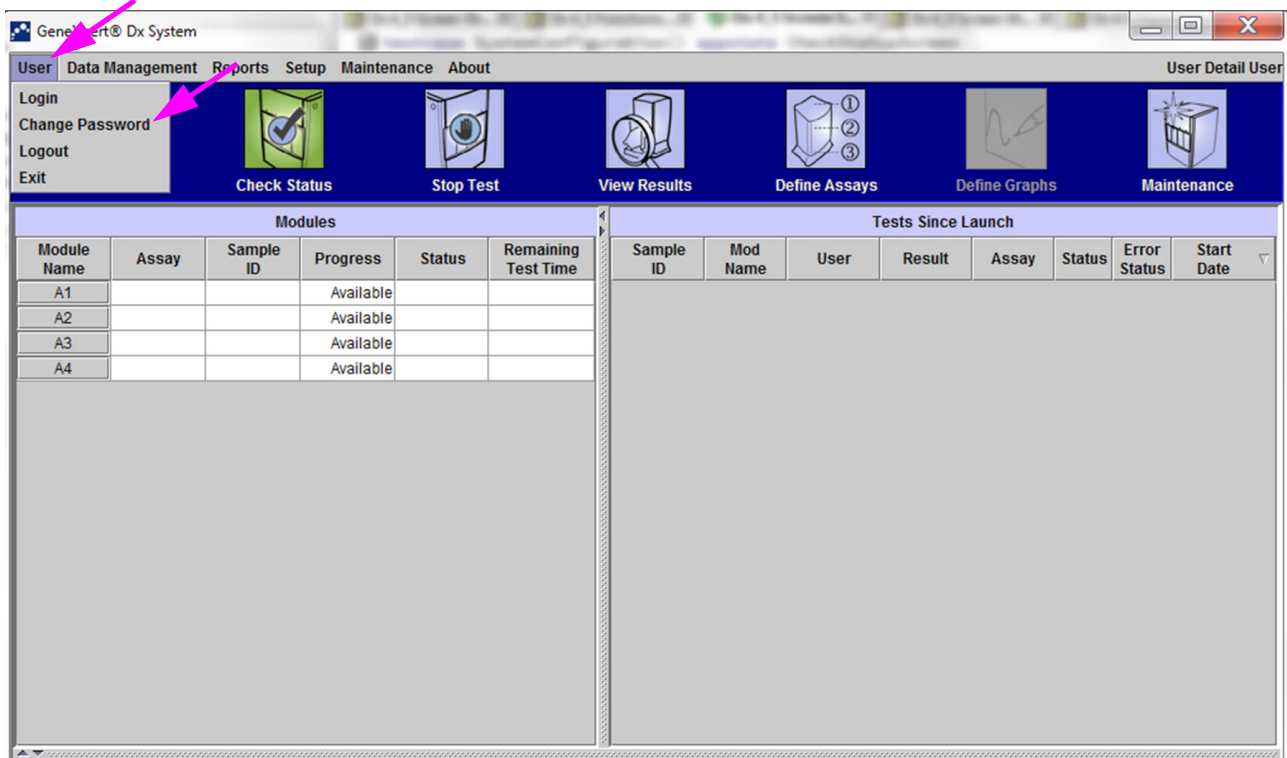 GeneXpert® Dx System
User Data Management Reports Setup Maintenance About User Detail User
Login
Change Password
Logout
Exit
Check Status Stop Test View Results Define Assays Define Graphs Maintenance
1
2
3
Modules
Module Name Assay Sample ID Progress Status Remaining Test Time
A1 Available
A2 Available
A3 Available
A4 Available
Tests Since Launch
Sample ID Mod Name User Result Assay Status Error Status Start Date